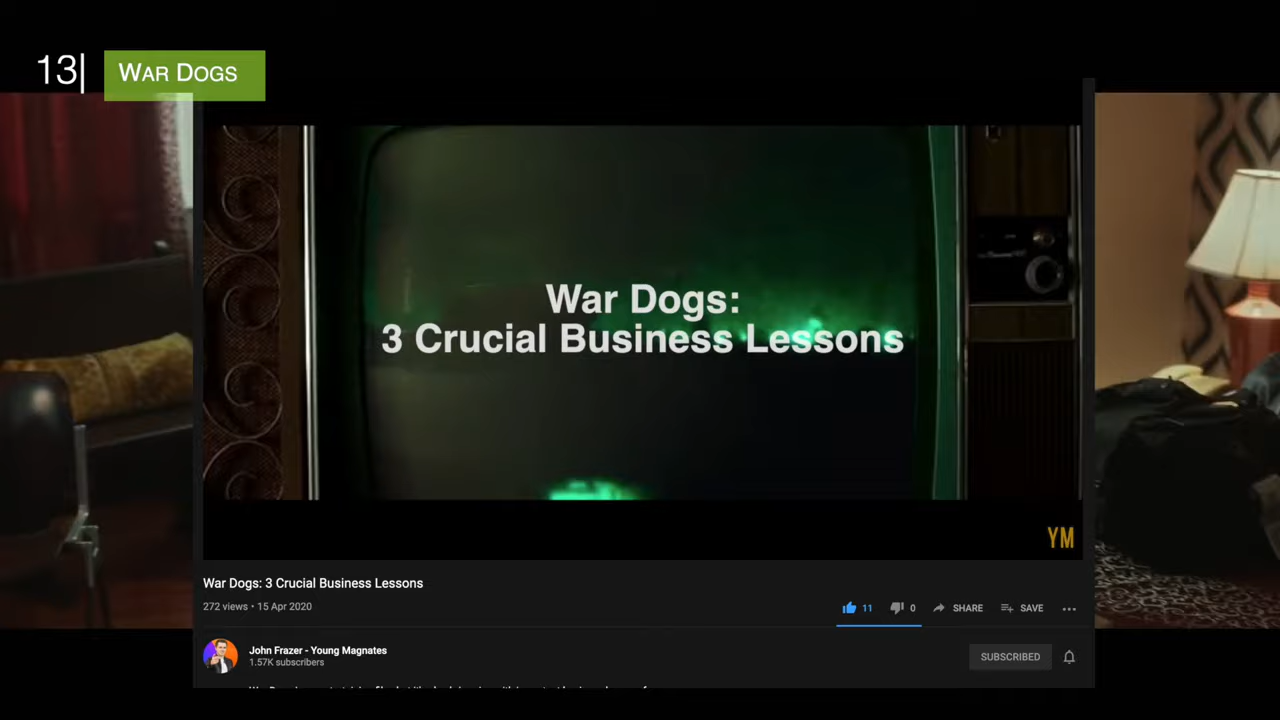 13| WAR DOGS
War Dogs:
3 Crucial Business Lessons
YM
War Dogs: 3 Crucial Business Lessons
272 views • 15 Apr 2020
11 0 SHARE SAVE
John Frazer - Young Magnates
1.57K subscribers
SUBSCRIBED